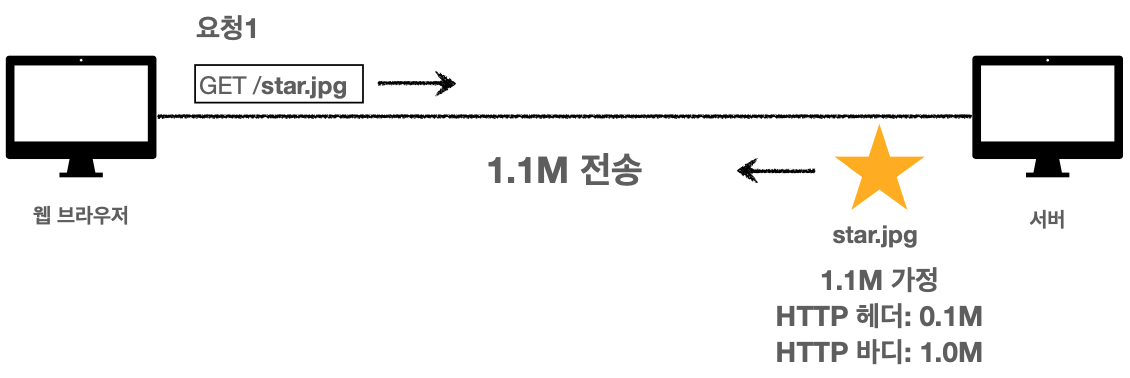 요청1
GET /star.jpg
1.1M 전송
웹 브라우저
서버
star.jpg
1.1M 가정
HTTP 헤더: 0.1M
HTTP 바디: 1.0M